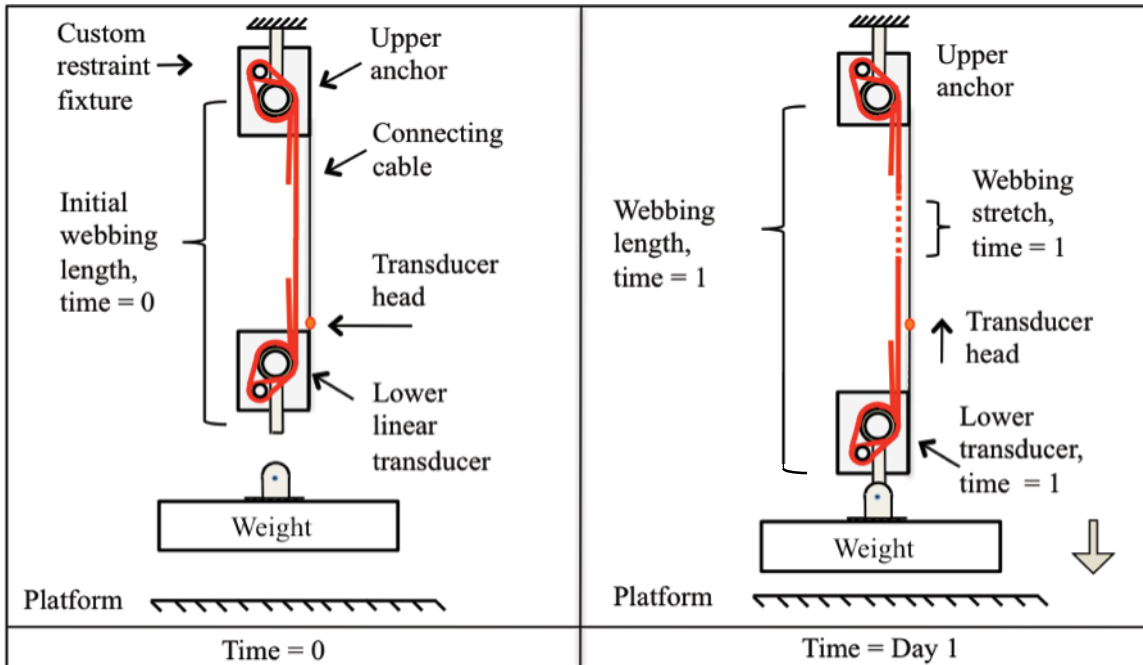 Custom
restraint
fixture
Upper
anchor
Connecting
cable
Initial
webbing
length,
time = 0
Transducer
head
Lower
linear
transducer
Weight
Platform
Time = 0
Upper
anchor
Webbing
length,
time = 1
Webbing
stretch,
time = 1
Transducer
head
Lower
transducer,
time = 1
Weight
Platform
Time = Day 1